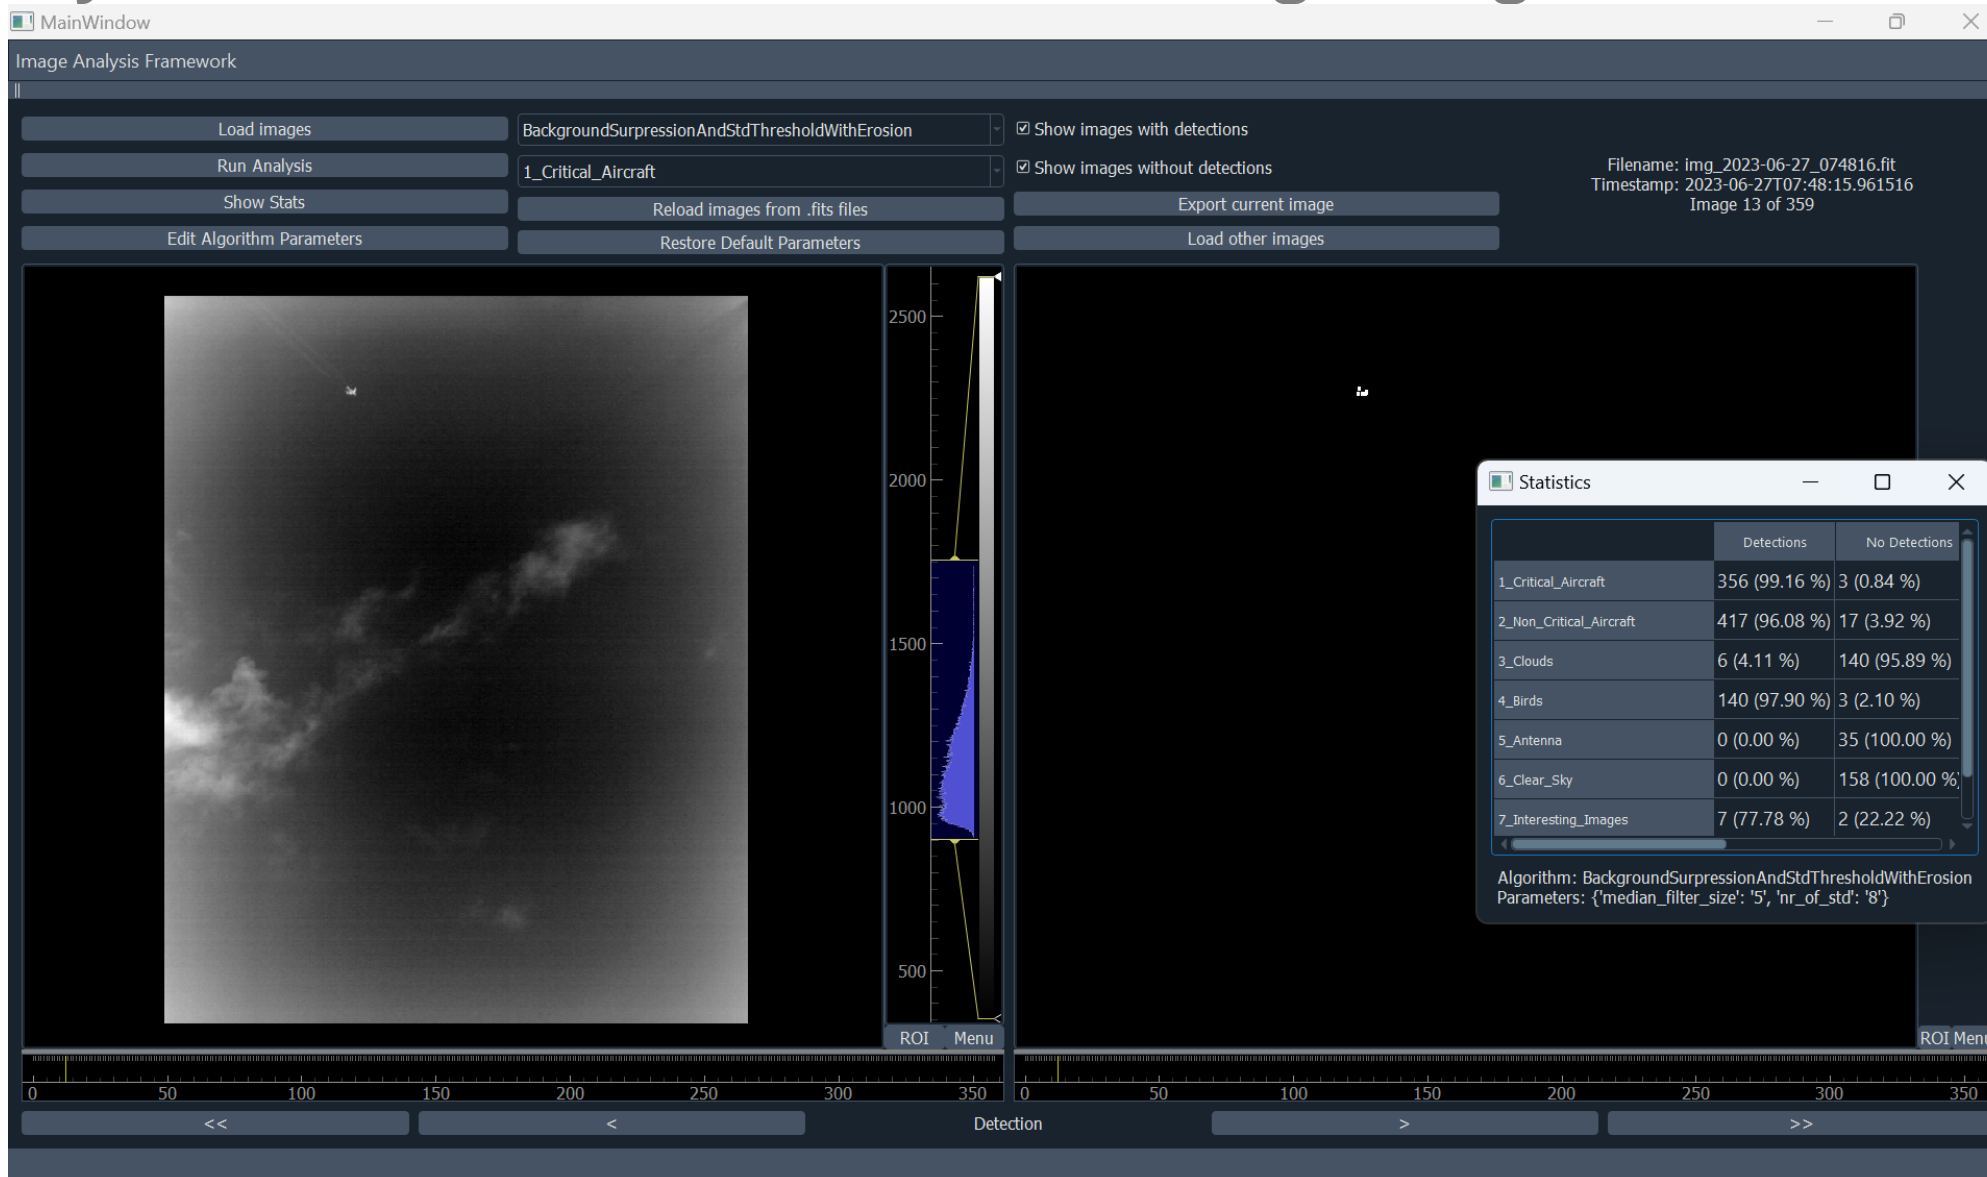 MainWindow
Image Analysis Framework
Load images
BackgroundSurpressionAndStdThresholdWithErosion
Show images with detections
Run Analysis
1_Critical_Aircraft
Show images without detections
Filename: img_2023-06-27_074816.fit
Timestamp: 2023-06-27T07:48:15.961516
Image 13 of 359
Show Stats
Reload images from .fits files
Export current image
Edit Algorithm Parameters
Restore Default Parameters
Load other images
2500
2000
1500
1000
500
ROI Menu
Statistics
Detections No Detections
1_Critical_Aircraft 356 (99.16 %) 3 (0.84 %)
2_Non_Critical_Aircraft 417 (96.08 %) 17 (3.92 %)
3_Clouds 6 (4.11 %) 140 (95.89 %)
4_Birds 140 (97.90 %) 3 (2.10 %)
5_Antenna 0 (0.00 %) 35 (100.00 %)
6_Clear_Sky 0 (0.00 %) 158 (100.00 %)
7_Interesting_Images 7 (77.78 %) 2 (22.22 %)
Algorithm: BackgroundSurpressionAndStdThresholdWithErosion
Parameters: {'median_filter_size': '5', 'nr_of_std': '8'}
ROI Menu
0 50 100 150 200 250 300 350
0 50 100 150 200 250 300 350
<< < Detection > >>